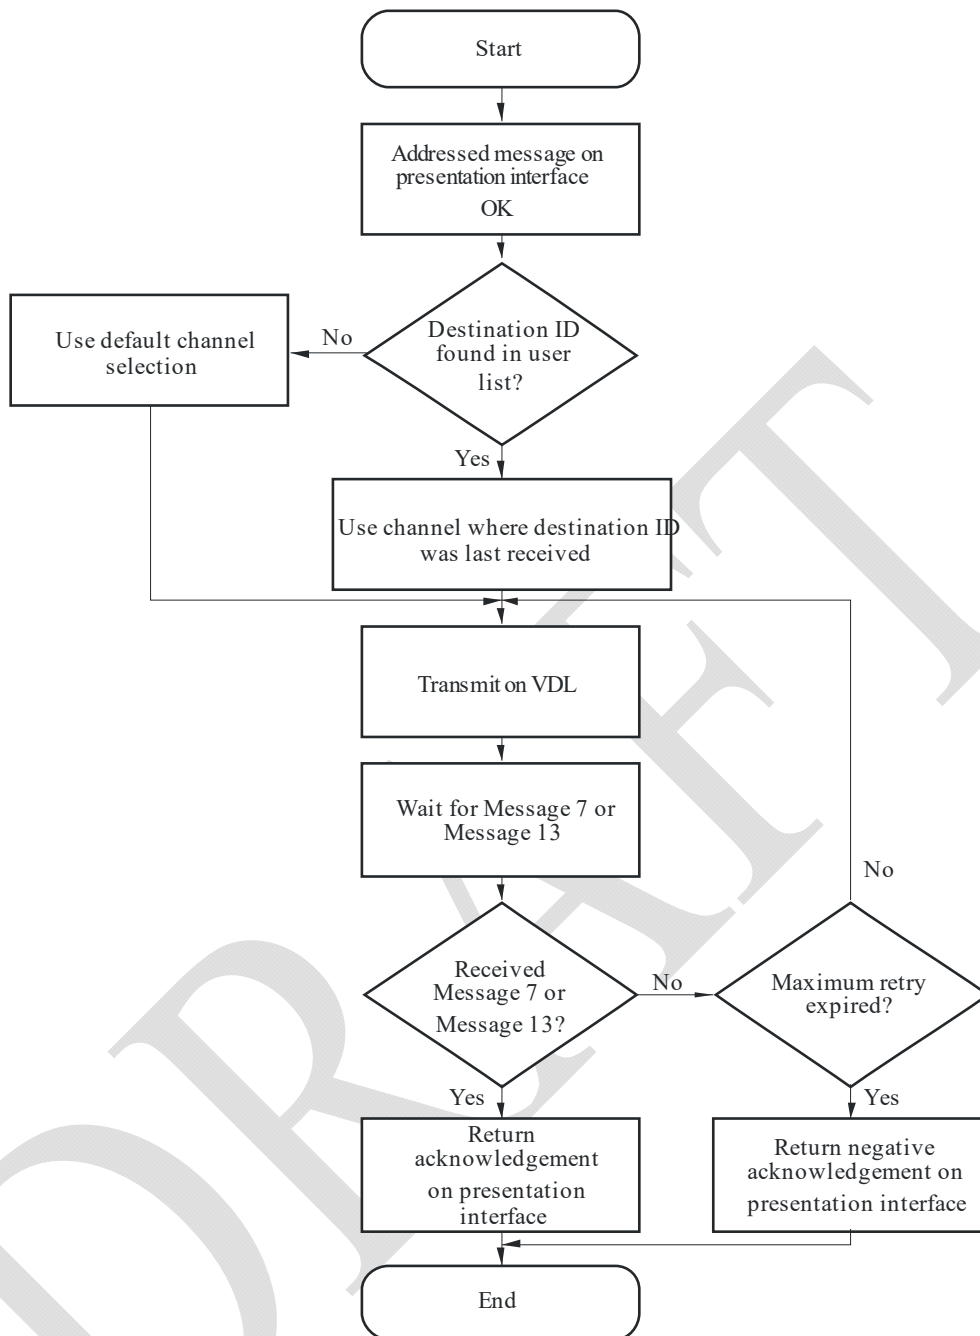 Start
Addressed message on
presentation interface
OK
Destination ID
found in user
list?
No
Use default channel
selection
Yes
Use channel where destination ID
was last received
Transmit on VDL
Wait for Message 7 or
Message 13
No
Received
Message 7 or
Message 13?
No
Maximum retry
expired?
Yes
Yes
Return
acknowledgement
on presentation
interface
Return negative
acknowledgement on
presentation interface
End
DRAFT